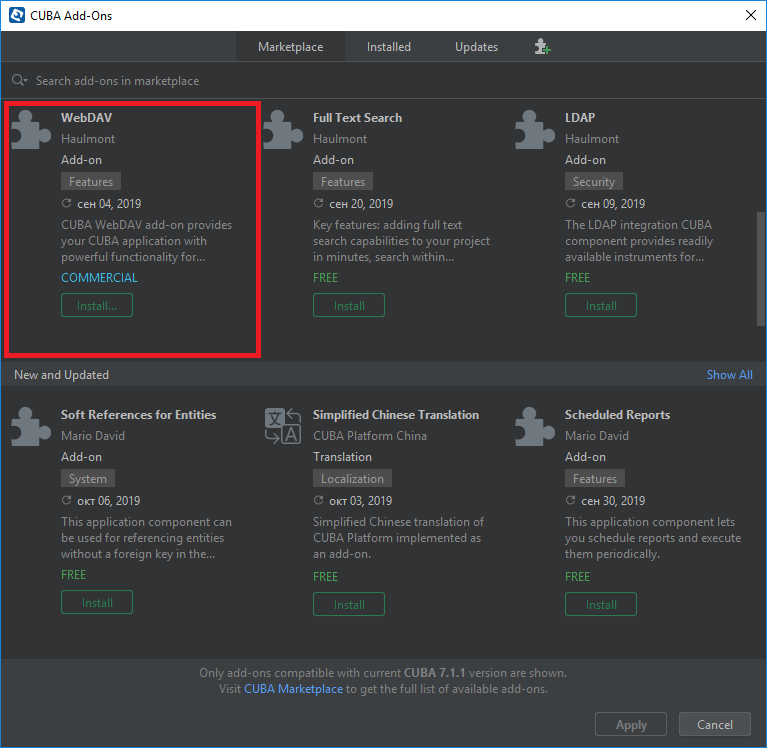 CUBA Add-Ons
Marketplace
Installed
Updates
Search add-ons in marketplace
WebDAV
Haulmont
Add-on
Features
сен 04, 2019
CUBA WebDAV add-on provides
your CUBA application with
powerful functionality for...
COMMERCIAL
Install...
Full Text Search
Haulmont
Add-on
Features
сен 20, 2019
Key features: adding full text
search capabilities to your project
in minutes, search within...
FREE
Install
LDAP
Haulmont
Add-on
Security
сен 09, 2019
The LDAP integration CUBA
component provides readily
available instruments for...
FREE
Install
New and Updated
Show All
Soft References for Entities
Mario David
Add-on
System
окт 06, 2019
This application component can
be used for referencing entities
without a foreign key in the...
FREE
Install
文
A
Simplified Chinese Translation
CUBA Platform China
Translation
Localization
окт 03, 2019
Simplified Chinese translation of
CUBA Platform implemented as
an add-on.
FREE
Install
Scheduled Reports
Mario David
Add-on
Features
сен 30, 2019
This application component lets
you schedule reports and execute
them periodically.
FREE
Install
Only add-ons compatible with current CUBA 7.1.1 version are shown.
Visit CUBA Marketplace to get the full list of available add-ons.
Apply
Cancel